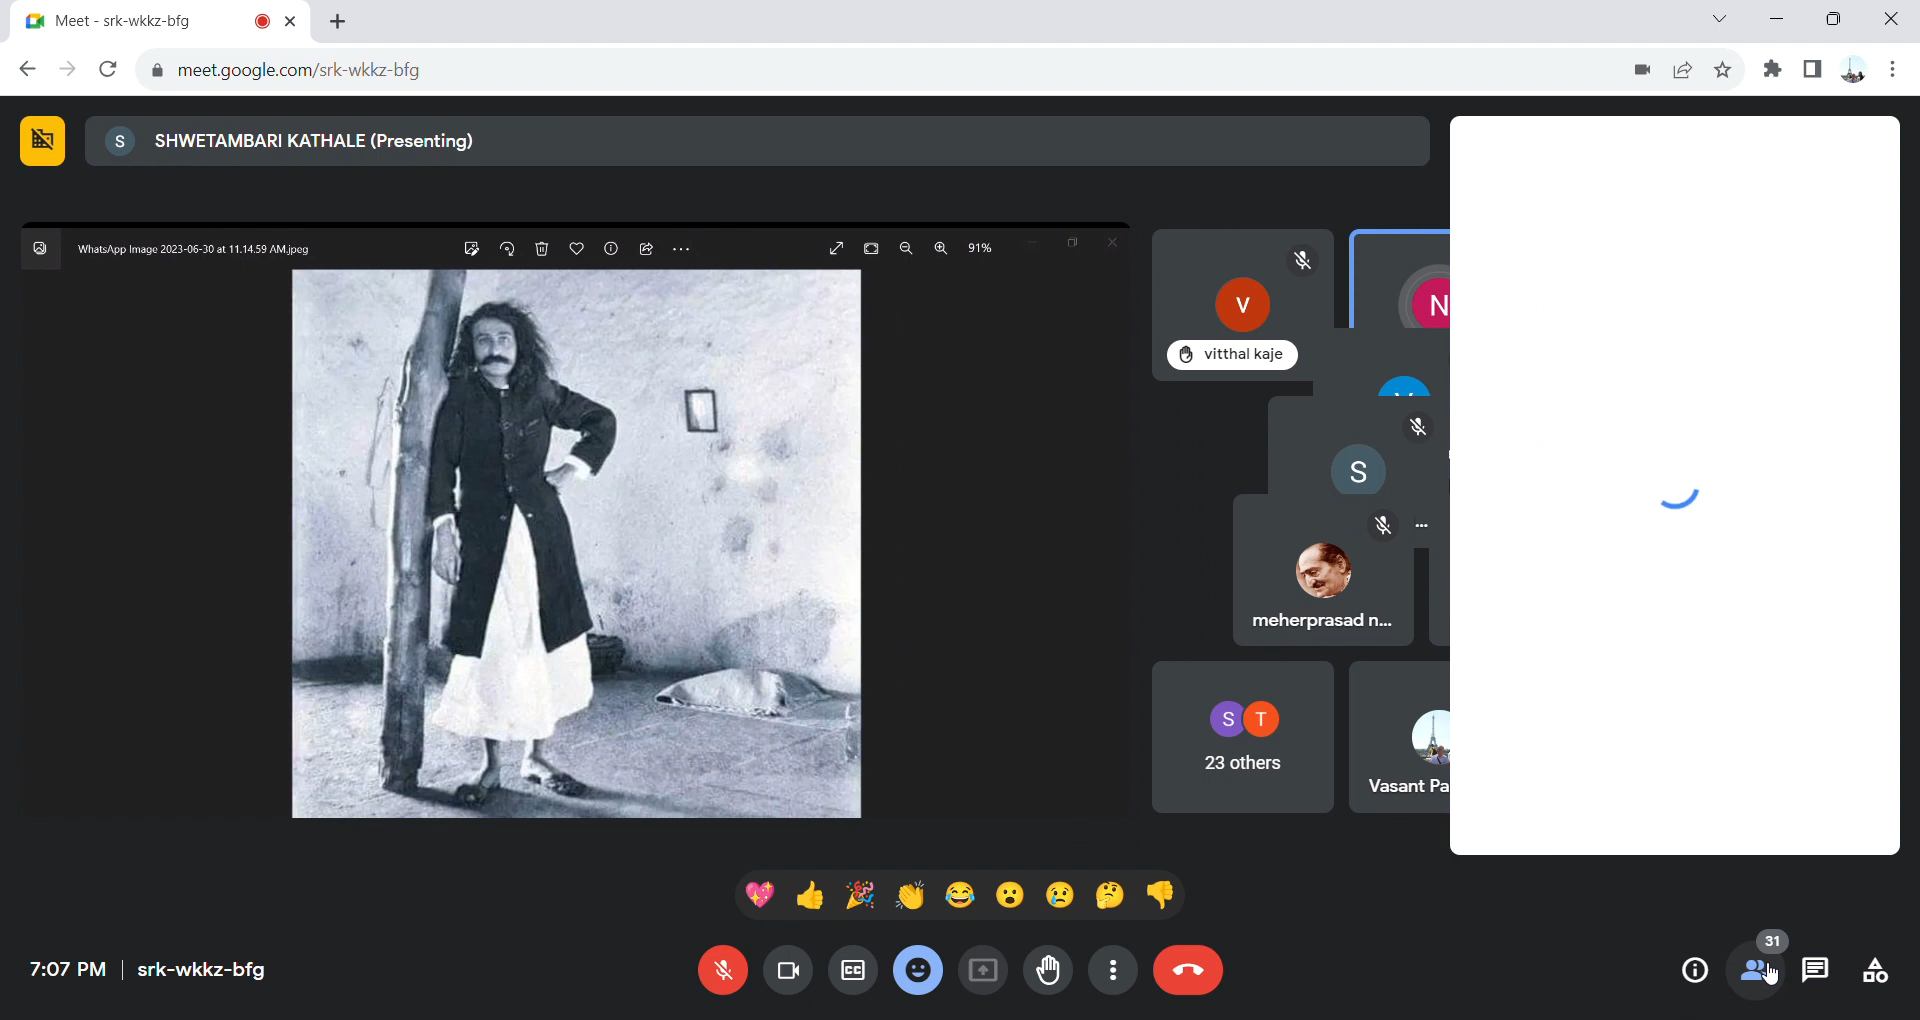 Meet - srk-wkkz-bfg
meet.google.com/srk-wkkz-bfg
S SHWETAMBARI KATHALE (Presenting)
WhatsApp Image 2023-06-30 at 11.14.59 AM.jpeg
91%
V
N
vitthal kaje
S
meherprasad n...
S T
23 others
Vasant Pa
31
7:07 PM | srk-wkkz-bfg
CC